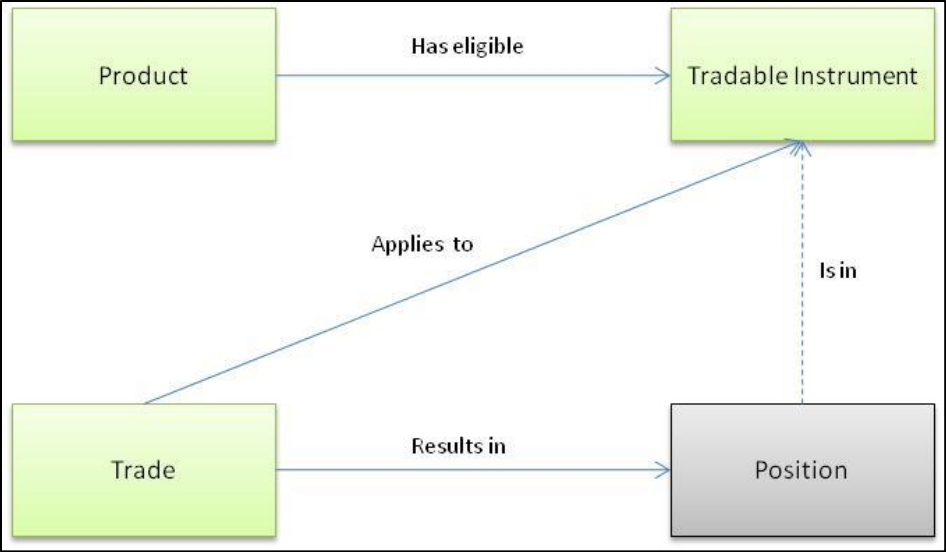 Has eligible
Product
Tradable Instrument
Applies to
Is in
Results in
Trade
Position